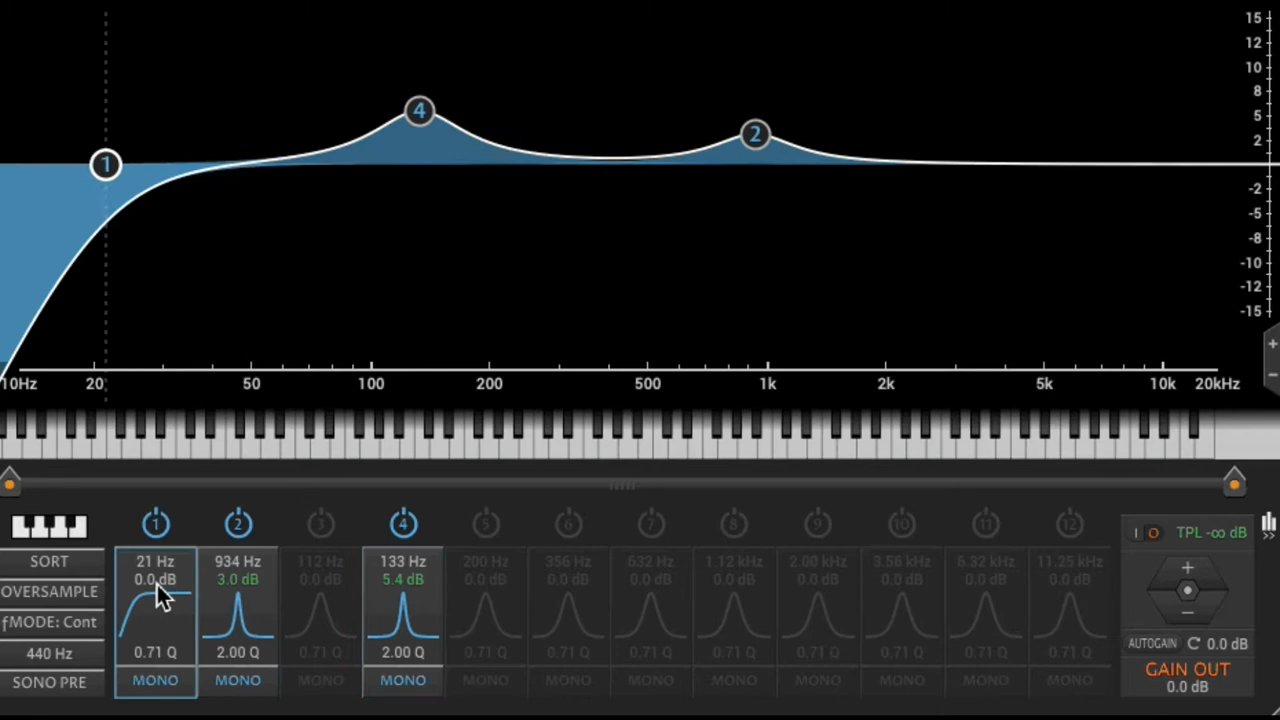 15
12
10
8
5
2
-2
-5
-8
-10
-12
-15
4
2
1
+
−
10Hz 20 50 100 200 500 1k 2k 5k 10k 20kHz
1 2 3 4 5 6 7 8 9 10 11 12
SORT
OVERSAMPLE
fMODE: Cont
440 Hz
SONO PRE
21 Hz 934 Hz 112 Hz 133 Hz 200 Hz 356 Hz 632 Hz 1.12 kHz 2.00 kHz 3.56 kHz 6.32 kHz 11.25 kHz
0.0 dB 3.0 dB 0.0 dB 5.4 dB 0.0 dB 0.0 dB 0.0 dB 0.0 dB 0.0 dB 0.0 dB 0.0 dB 0.0 dB
0.71 Q 2.00 Q 0.71 Q 2.00 Q 0.71 Q 0.71 Q 0.71 Q 0.71 Q 0.71 Q 0.71 Q 0.71 Q 0.71 Q
MONO MONO MONO MONO MONO MONO MONO MONO MONO MONO MONO MONO
I O TPL -∞ dB
+
−
AUTOGAIN 0.0 dB
GAIN OUT
0.0 dB